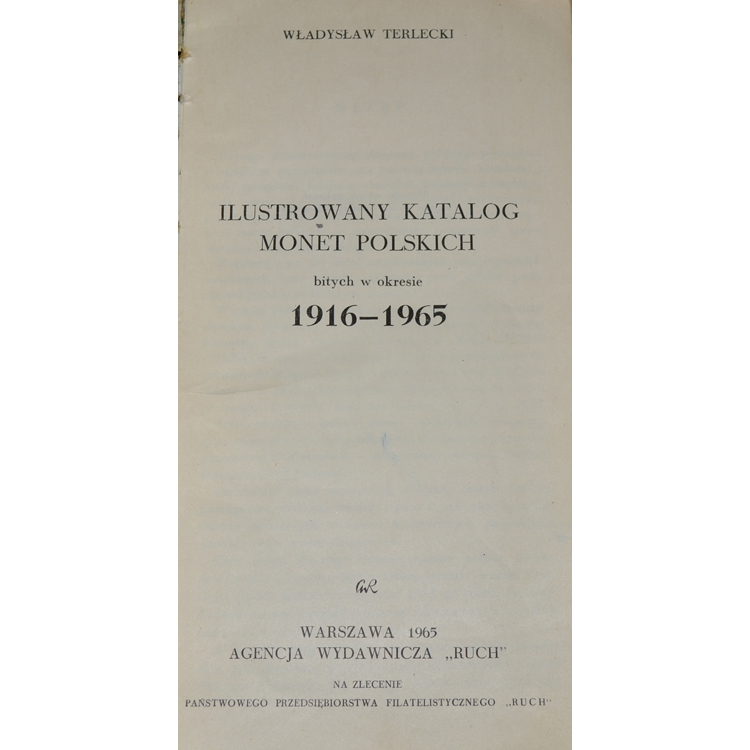 WŁADYSŁAW TERLECKI
ILUSTROWANY KATALOG
MONET POLSKICH
bitych w okresie
1916–1965
WARSZAWA 1965
AGENCJA WYDAWNICZA „RUCH”
NA ZLECENIE
PAŃSTWOWEGO PRZEDSIĘBIORSTWA FILATELISTYCZNEGO „RUCH”